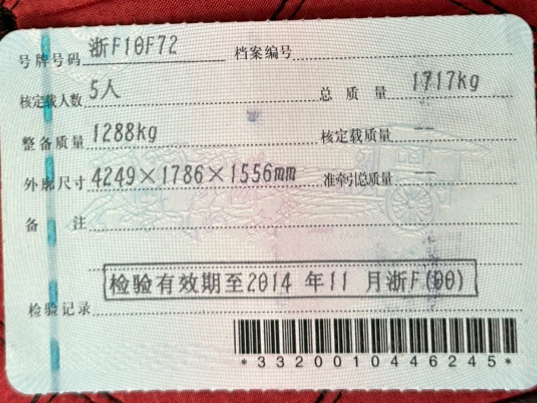 号牌号码 浙F10F72 档案编号
核定载人数 5人 总质量 1717kg
整备质量 1288kg 核定载质量 --
外廓尺寸 4249×1786×1556mm 准牵引总质量 --
备注
检验有效期至2014 年11 月浙F(00)
检验记录
*3320010446245*